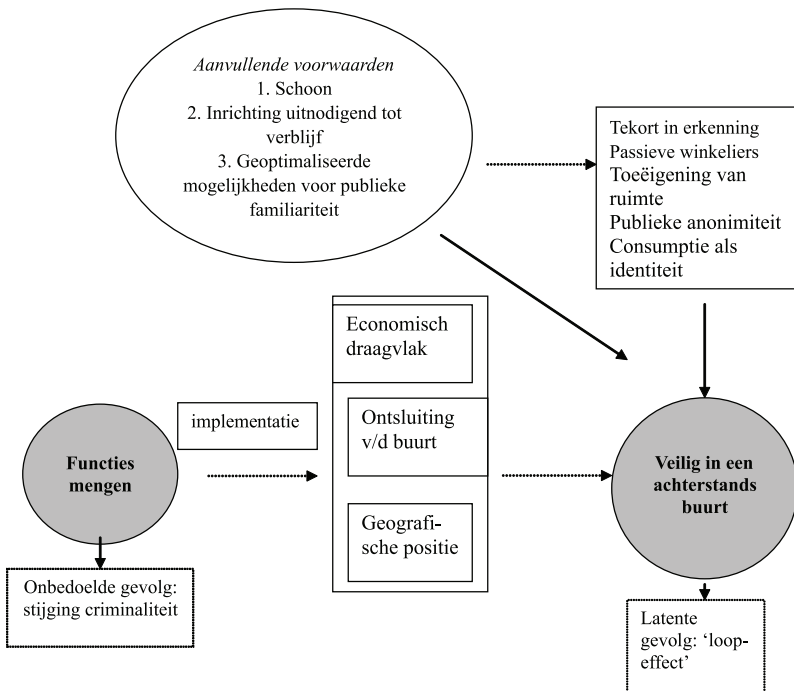 Aanvullende voorwaarden
1. Schoon
2. Inrichting uitnodigend tot
verblijf
3. Geoptimaliseerde
mogelijkheden voor publieke
familiariteit
Tekort in erkenning
Passieve winkeliers
Toeëigening van
ruimte
Publieke anonimiteit
Consumptie als
identiteit
Economisch
draagvlak
implementatie
Ontsluiting
v/d buurt
Functies
mengen
Veilig in een
achterstands
buurt
Geografi-
sche positie
Onbedoelde gevolg:
stijging criminaliteit
Latente
gevolg: ‘loop-
effect’